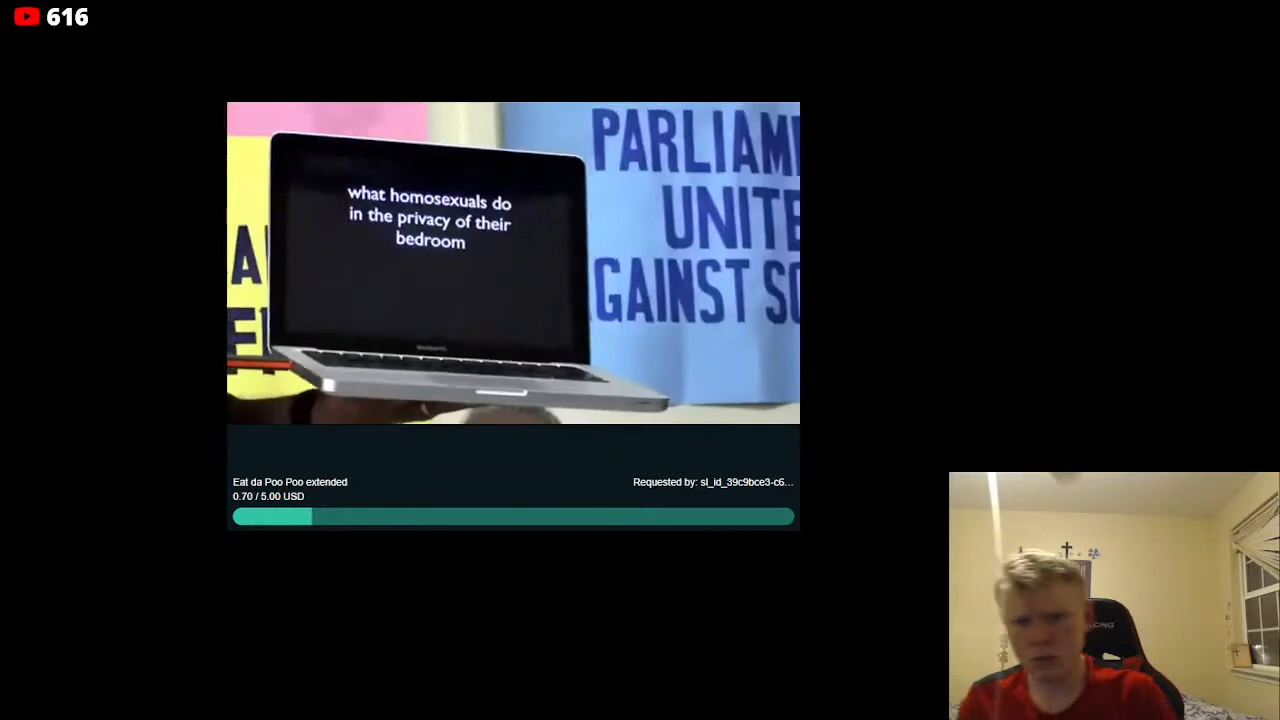 616
PARLIAM
UNITE
GAINST SO
A
what homosexuals do
in the privacy of their
bedroom
Eat da Poo Poo extended
0.70 / 5.00 USD
Requested by: sl_id_39c9bce3-c6...